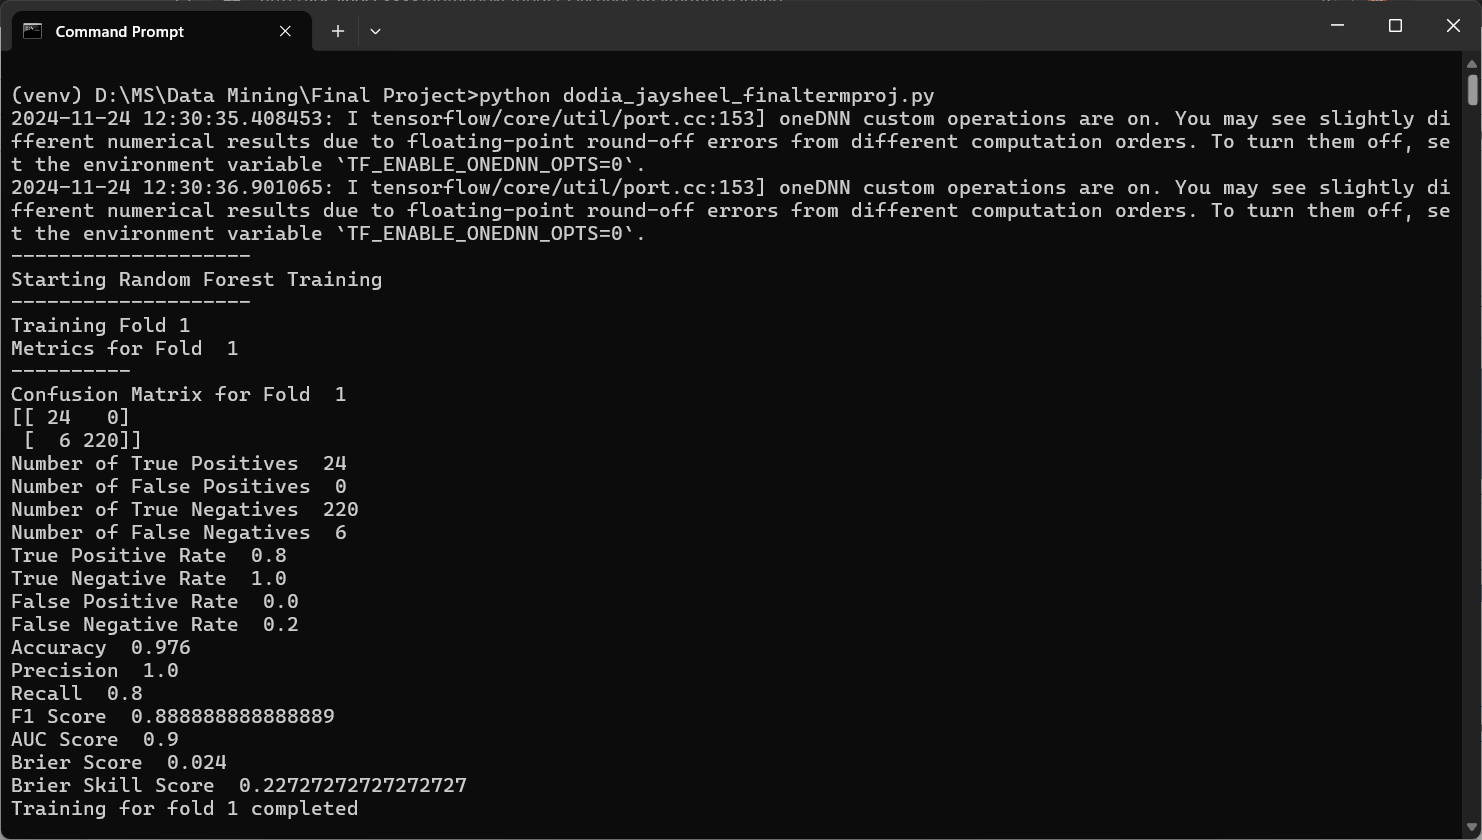 Command Prompt
(venv) D:\MS\Data Mining\Final Project>python dodia_jaysheel_finaltermproj.py
2024-11-24 12:30:35.408453: I tensorflow/core/util/port.cc:153] oneDNN custom operations are on. You may see slightly di
fferent numerical results due to floating-point round-off errors from different computation orders. To turn them off, se
t the environment variable `TF_ENABLE_ONEDNN_OPTS=0`.
2024-11-24 12:30:36.901065: I tensorflow/core/util/port.cc:153] oneDNN custom operations are on. You may see slightly di
fferent numerical results due to floating-point round-off errors from different computation orders. To turn them off, se
t the environment variable `TF_ENABLE_ONEDNN_OPTS=0`.
--------------------
Starting Random Forest Training
--------------------
Training Fold 1
Metrics for Fold  1
----------
Confusion Matrix for Fold  1
[[ 24   0]
 [  6 220]]
Number of True Positives  24
Number of False Positives  0
Number of True Negatives  220
Number of False Negatives  6
True Positive Rate  0.8
True Negative Rate  1.0
False Positive Rate  0.0
False Negative Rate  0.2
Accuracy  0.976
Precision  1.0
Recall  0.8
F1 Score  0.888888888888889
AUC Score  0.9
Brier Score  0.024
Brier Skill Score  0.22727272727272727
Training for fold 1 completed